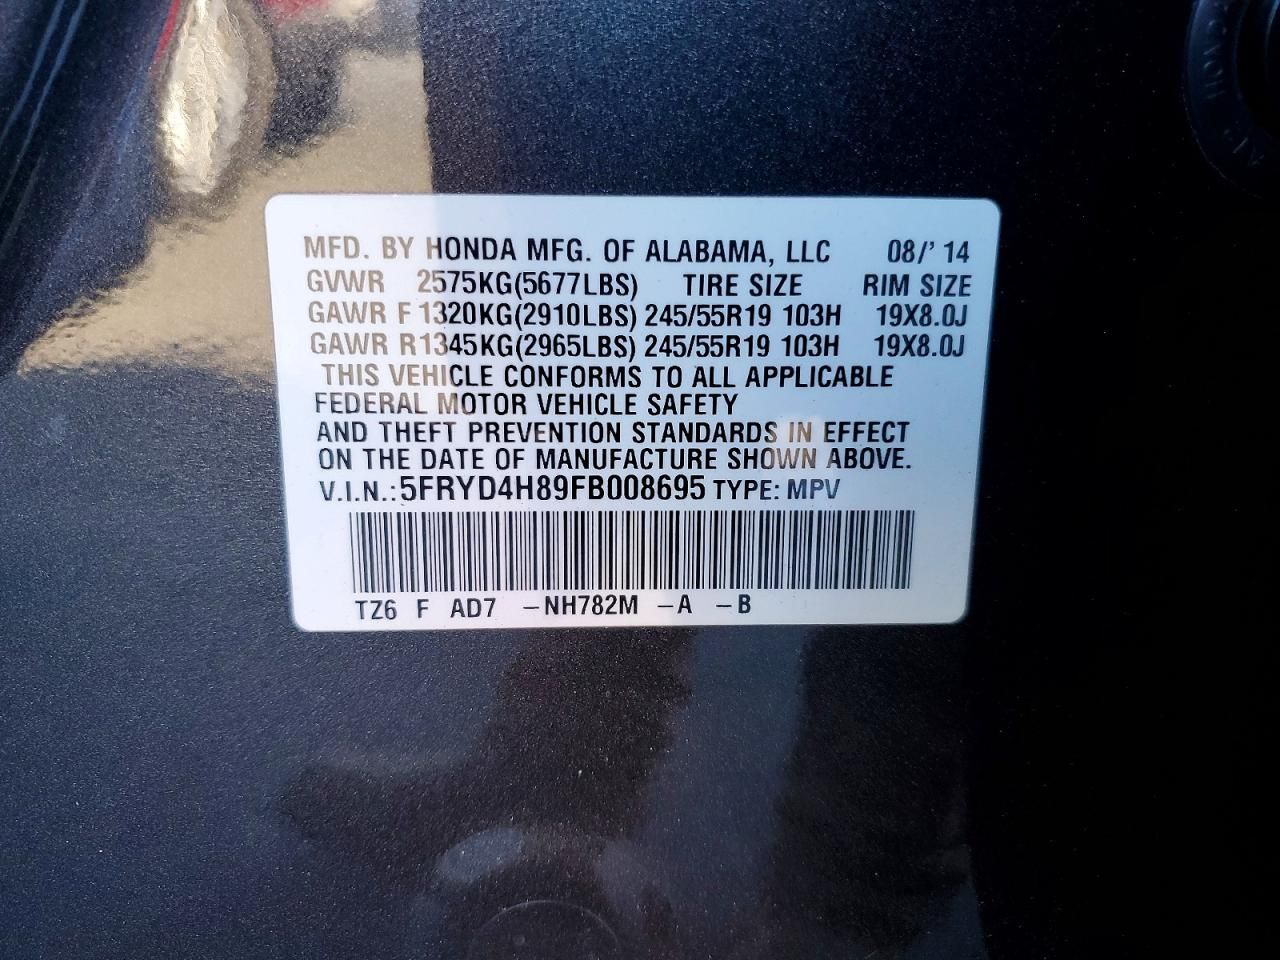 MFD. BY HONDA MFG. OF ALABAMA, LLC 08/' 14
GVWR 2575KG(5677LBS) TIRE SIZE RIM SIZE
GAWR F 1320KG(2910LBS) 245/55R19 103H 19X8.0J
GAWR R1345KG(2965LBS) 245/55R19 103H 19X8.0J
THIS VEHICLE CONFORMS TO ALL APPLICABLE
FEDERAL MOTOR VEHICLE SAFETY
AND THEFT PREVENTION STANDARDS IN EFFECT
ON THE DATE OF MANUFACTURE SHOWN ABOVE.
V.I.N.:5FRYD4H89FB008695 TYPE: MPV
TZ6 F AD7 -NH782M -A -B